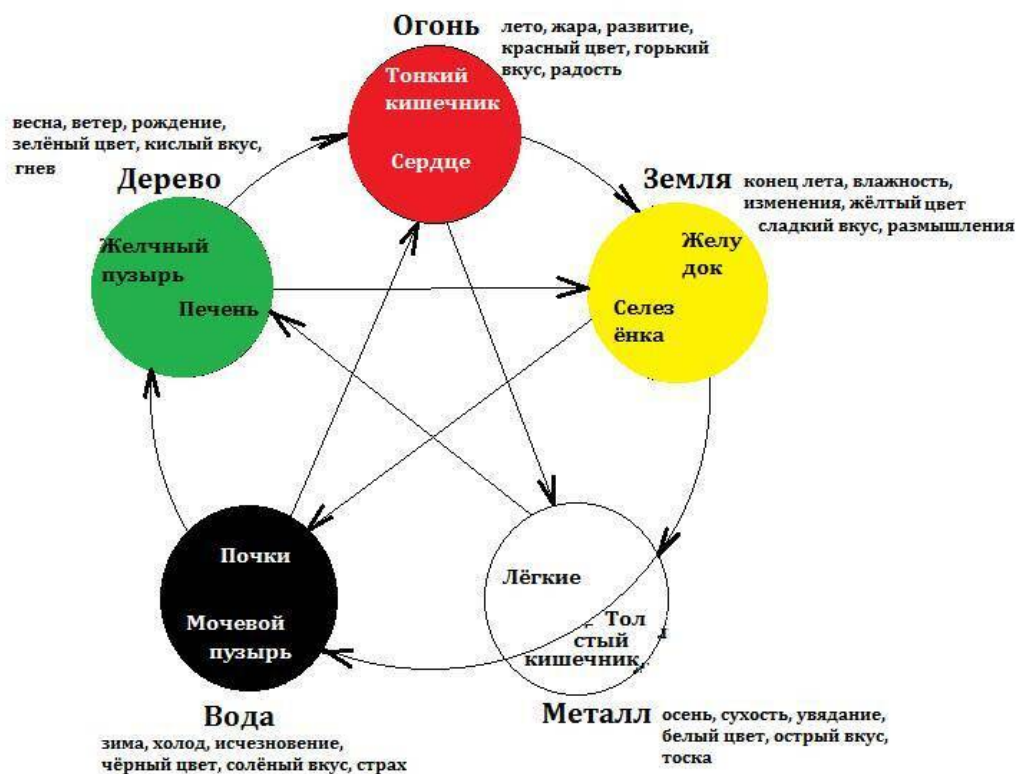 Огонь
лето, жара, развитие,
красный цвет, горький
вкус, радость
Тонкий
кишечник
Сердце
весна, ветер, рождение,
зелёный цвет, кислый вкус,
гнев
Дерево
Желчный
пузырь
Печень
Земля
конец лета, влажность,
изменения, жёлтый цвет
сладкий вкус, размышления
Желу
док
Селез
ёнка
Почки
Мочевой
пузырь
Вода
зима, холод, исчезновение,
чёрный цвет, солёный вкус, страх
Лёгкие
Тол
стый
кишечник
Металл
осень, сухость, увядание,
белый цвет, острый вкус,
тоска